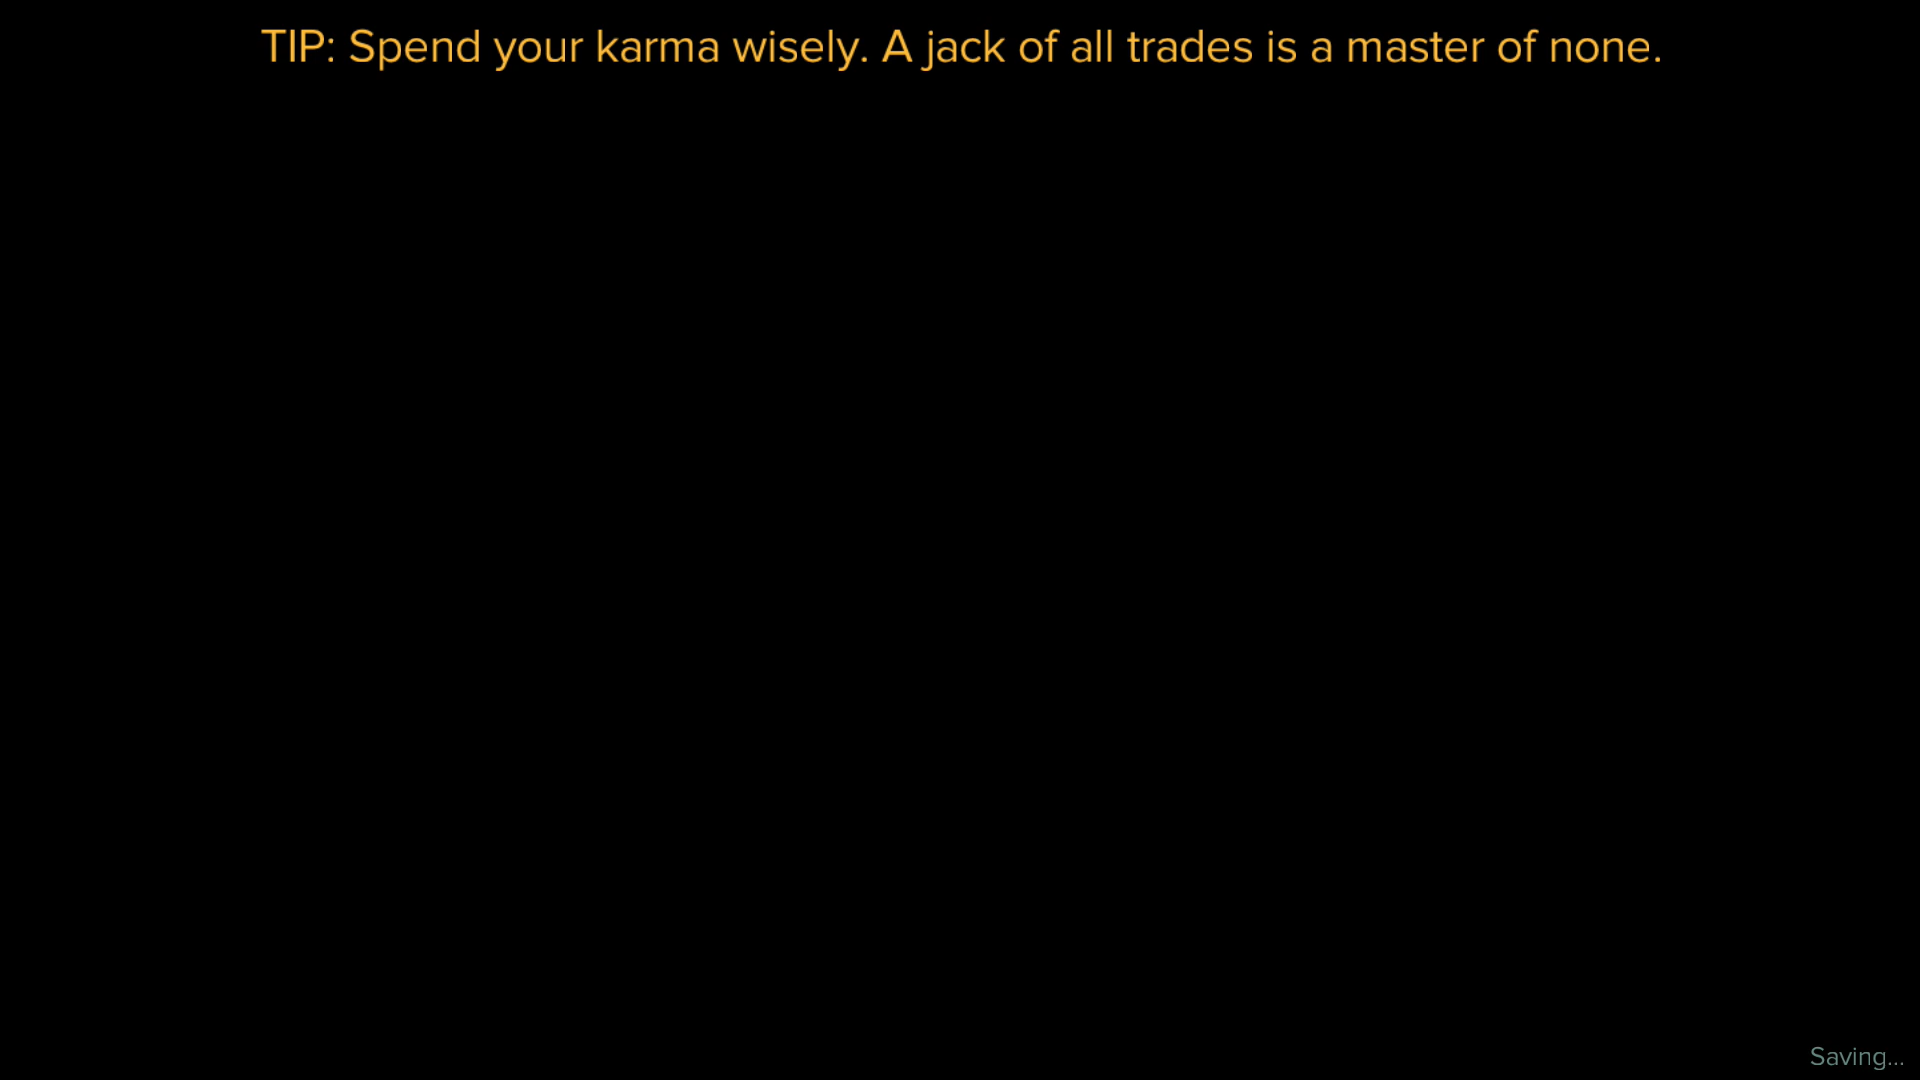 TIP: Spend your karma wisely. A jack of all trades is a master of none.
Saving...